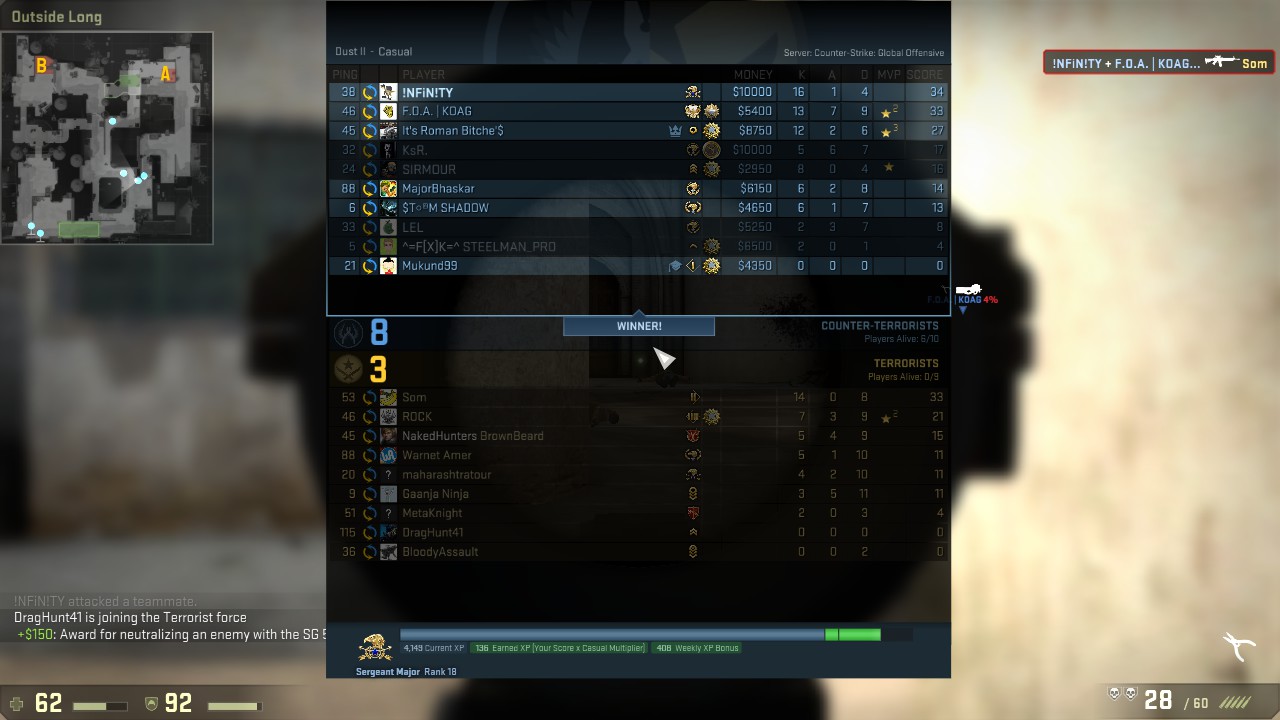 Outside Long
B
A
Dust II - Casual
Server: Counter-Strike: Global Offensive
!NFiN!TY + F.O.A. | KOAG... Som
PING PLAYER MONEY K A D MVP SCORE
38 !NFiN!TY $10000 16 1 4 34
46 F.O.A. | KOAG $5400 13 7 9 2 33
45 It's Roman Bitche'$ $8750 12 2 6 3 27
32 KsR. $10000 5 6 7 17
24 SIRMOUR $2950 8 0 4 16
88 MajorBhaskar $6150 6 2 8 14
6 $T○ᴮM SHADOW $4650 6 1 7 13
33 LEL $5250 2 3 7 8
5 ^=F[X]K=^ STEELMAN_PRO $6500 2 0 1 4
21 Mukund99 $4350 0 0 0 0
F.O.A. | KOAG 4%
WINNER!
8 COUNTER-TERRORISTS
Players Alive: 6/10
3 TERRORISTS
Players Alive: 0/9
53 Som 14 0 8 33
46 ROCK 7 3 9 2 21
45 NakedHunters BrownBeard 5 4 9 15
88 Warnet Amer 5 1 10 11
20 ? maharashtratour 4 2 10 11
9 Gaanja Ninja 3 5 11 11
51 ? MetaKnight 2 0 3 4
115 DragHunt41 0 0 0 0
36 BloodyAssault 0 0 2 0
!NFiN!TY attacked a teammate.
DragHunt41 is joining the Terrorist force
+$150: Award for neutralizing an enemy with the SG 5
4,149 Current XP 136 Earned XP (Your Score x Casual Multiplier) 408 Weekly XP Bonus
Sergeant Major Rank 18
62 92
28 / 60